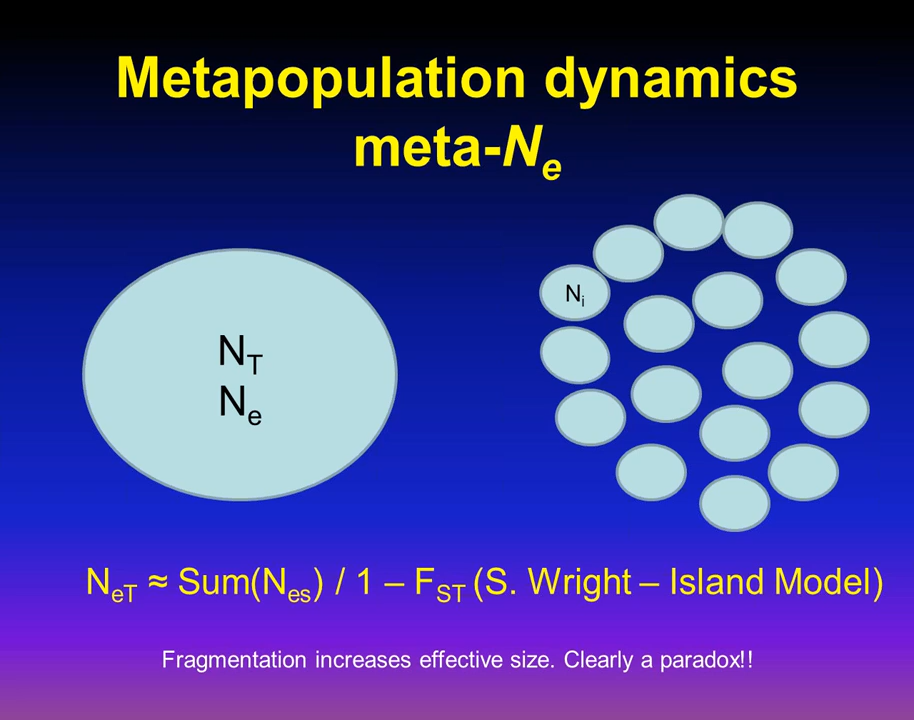 Metapopulation dynamics
meta-Ne
NT
Ne
Ni
NeT ≈ Sum(Nes) / 1 – FST (S. Wright – Island Model)
Fragmentation increases effective size. Clearly a paradox!!